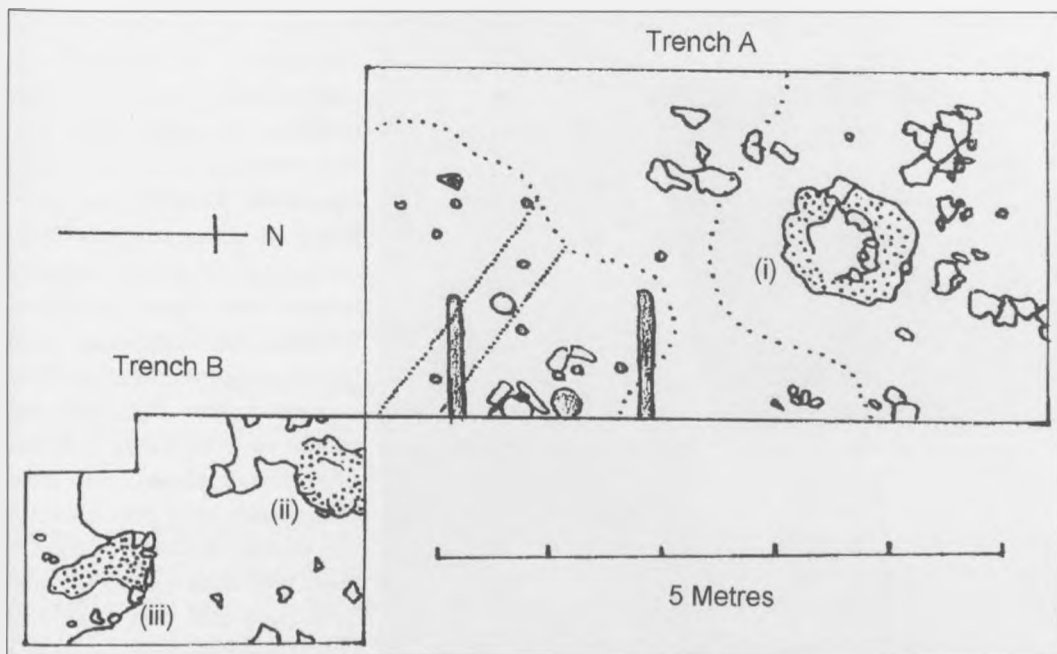 Trench A
N
(i)
Trench B
(ii)
(iii)
5 Metres